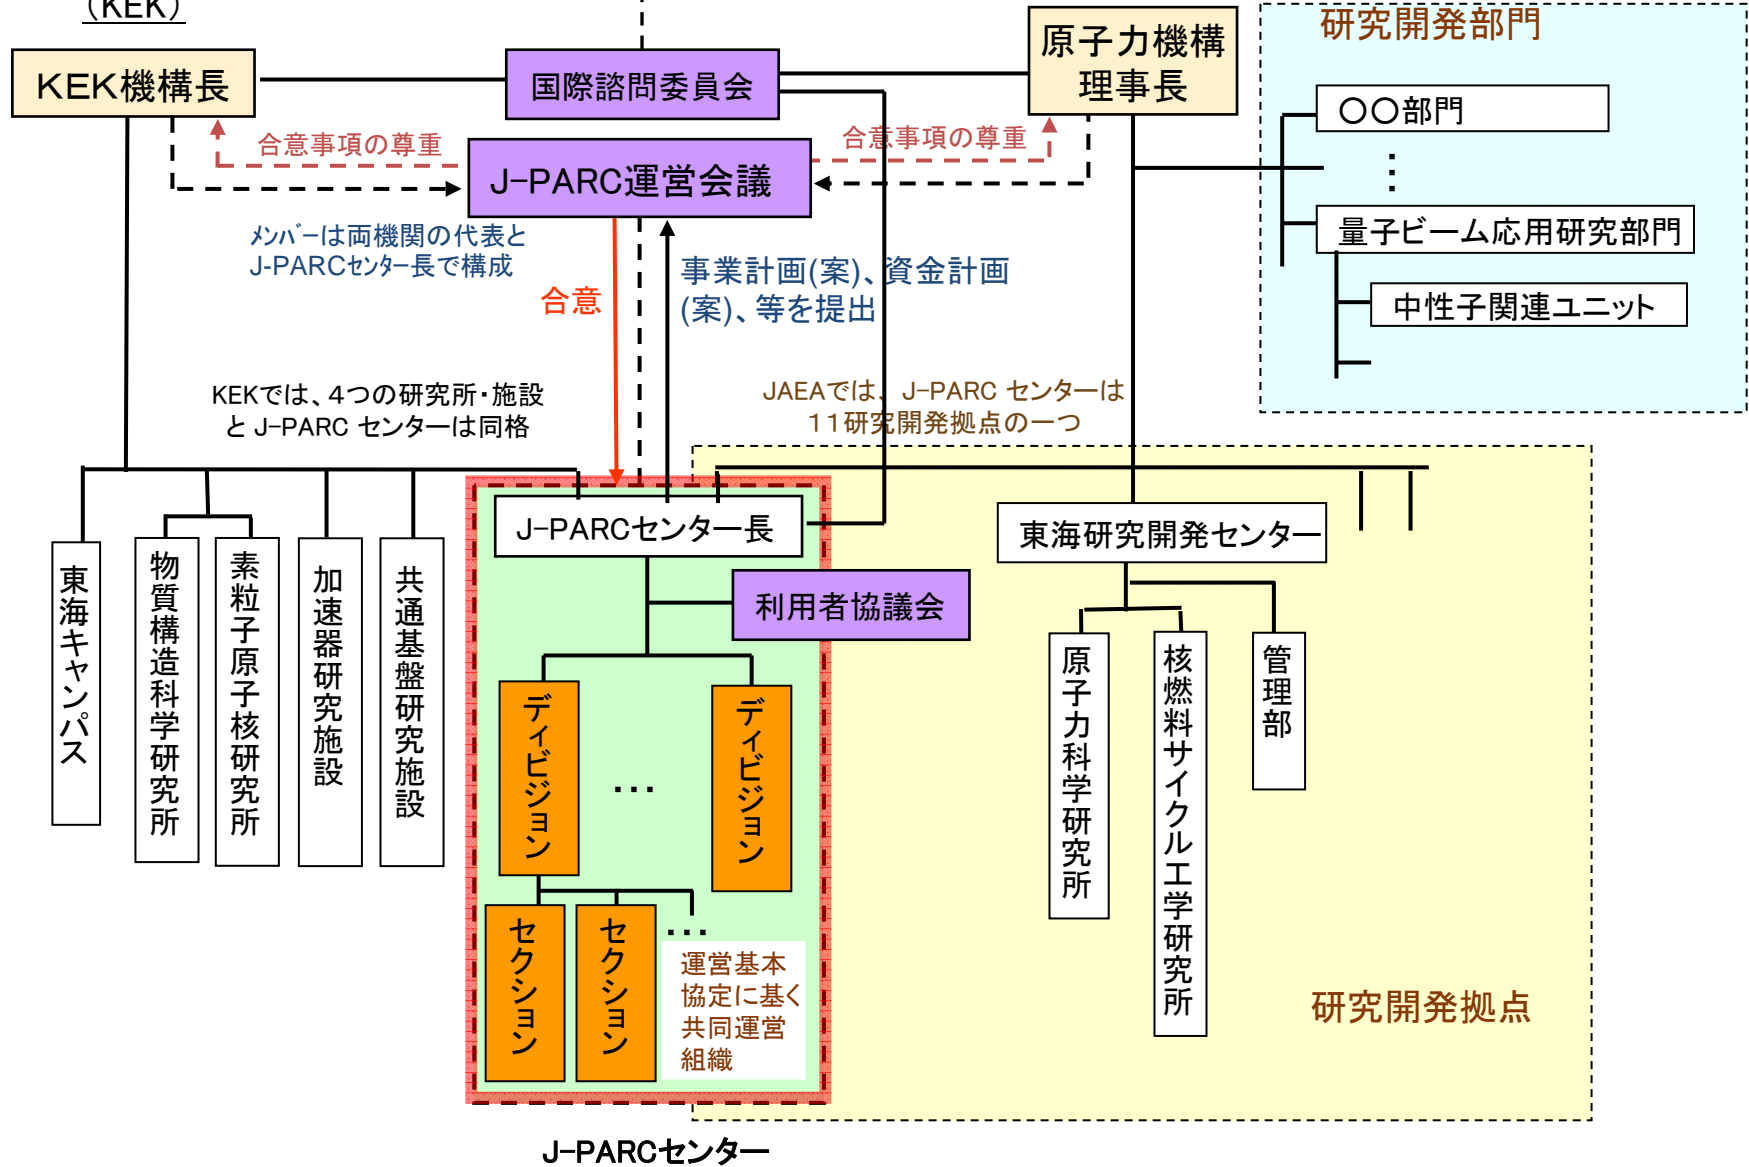 (KEK)
KEK機構長
国際諮問委員会
原子力機構
理事長
研究開発部門
〇〇部門
⋮
量子ビーム応用研究部門
中性子関連ユニット
合意事項の尊重
合意事項の尊重
J-PARC運営会議
ﾒﾝﾊﾞｰは両機関の代表と
J-PARCｾﾝﾀｰ長で構成
合意
事業計画(案)、資金計画
(案)、等を提出
KEKでは、4つの研究所・施設
と J-PARC センターは同格
JAEAでは、 J-PARC センターは
11研究開発拠点の一つ
東海キャンパス
物質構造科学研究所
素粒子原子核研究所
加速器研究施設
共通基盤研究施設
J-PARCセンター長
利用者協議会
ディビジョン
…
ディビジョン
セクション
セクション
…
運営基本
協定に基く
共同運営
組織
J-PARCセンター
東海研究開発センター
原子力科学研究所
核燃料サイクル工学研究所
管理部
研究開発拠点